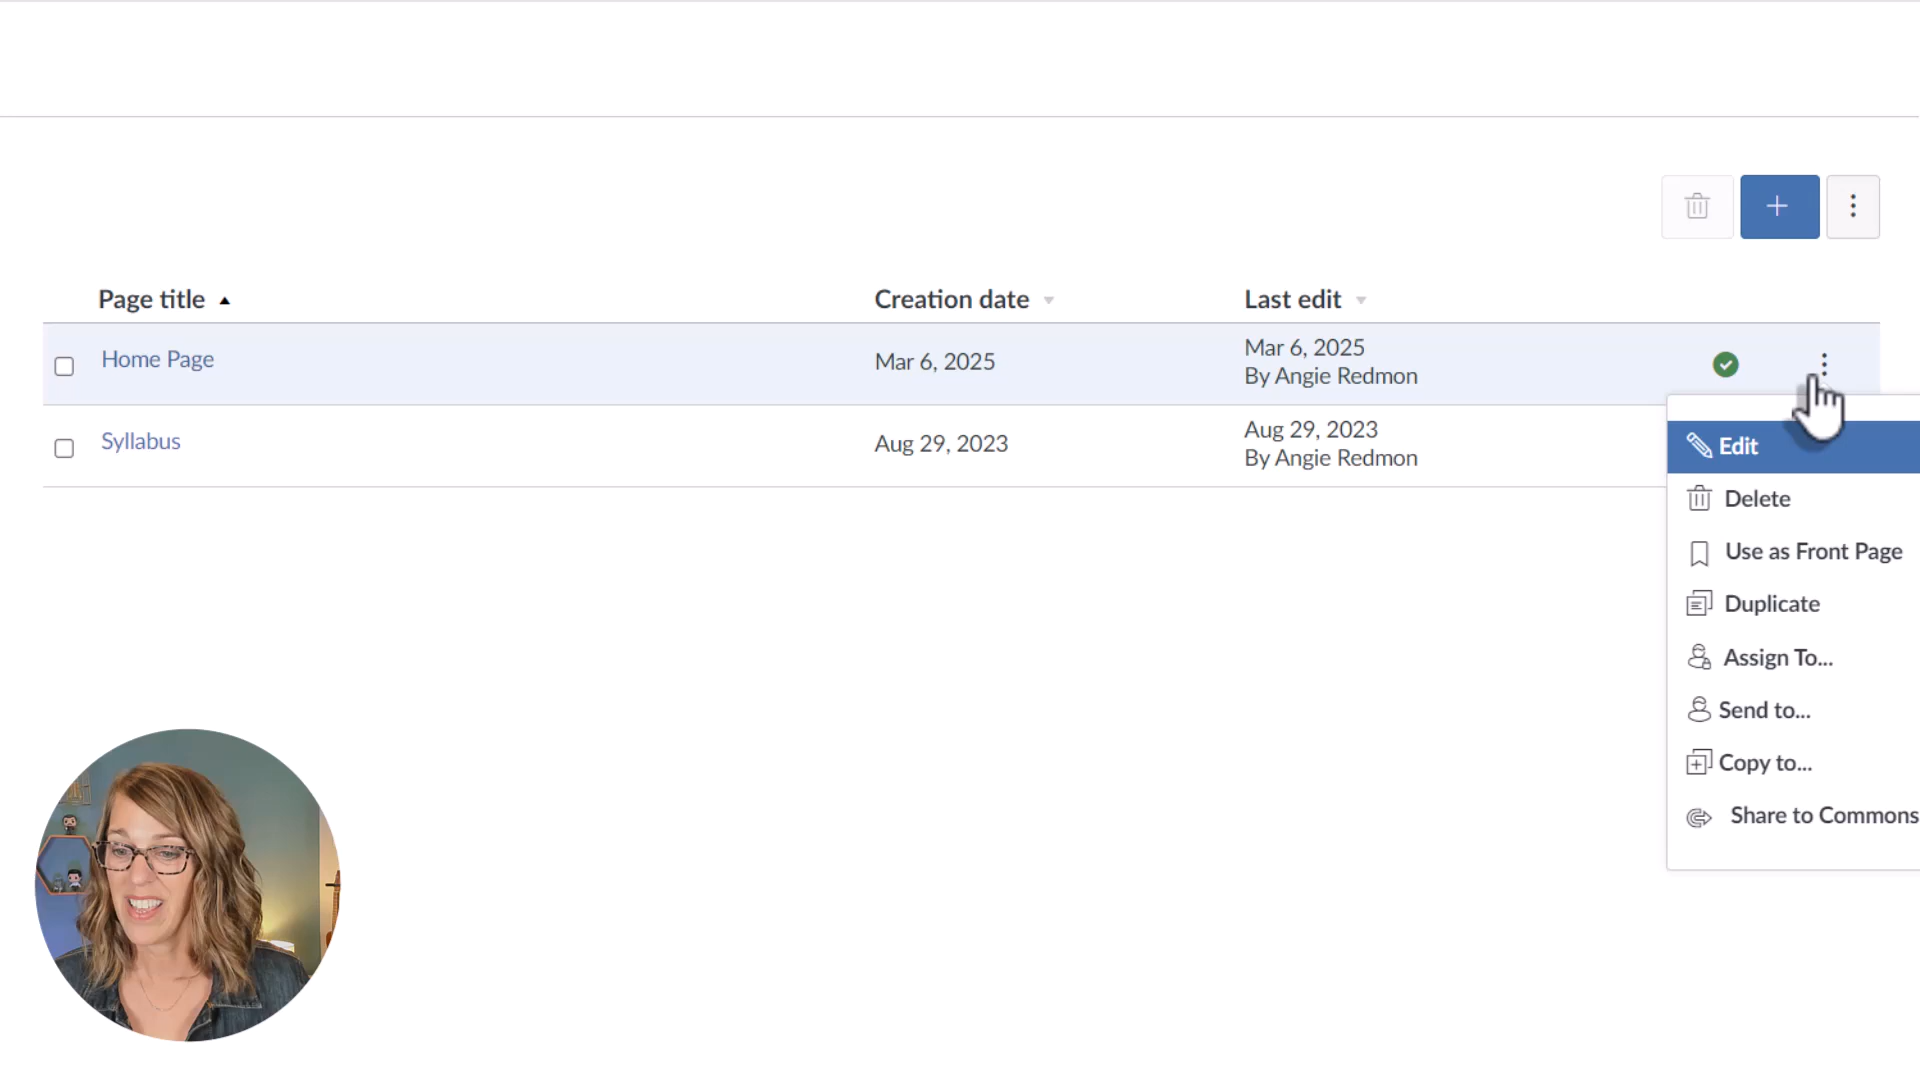 Page title
Creation date
Last edit
Home Page
Mar 6, 2025
Mar 6, 2025
By Angie Redmon
Syllabus
Aug 29, 2023
Aug 29, 2023
By Angie Redmon
Edit
Delete
Use as Front Page
Duplicate
Assign To...
Send to...
Copy to...
Share to Commons